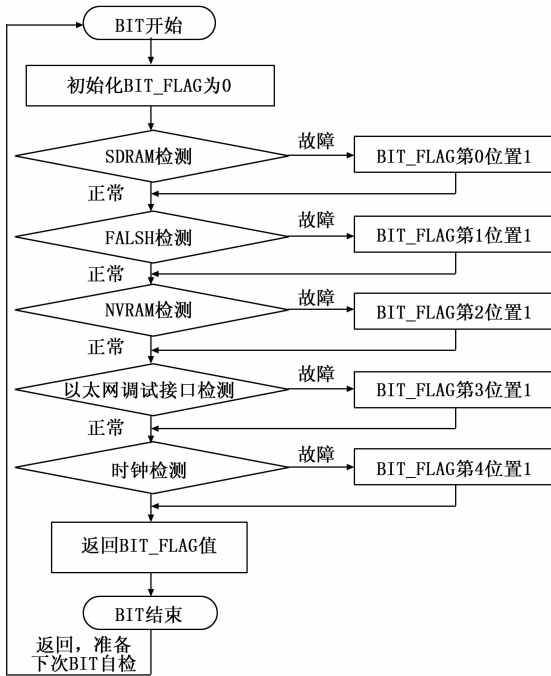 BIT开始
初始化BIT_FLAG为0
SDRAM检测
故障
BIT_FLAG第0位置1
正常
FALSH检测
故障
BIT_FLAG第1位置1
正常
NVRAM检测
故障
BIT_FLAG第2位置1
正常
以太网调试接口检测
故障
BIT_FLAG第3位置1
正常
时钟检测
故障
BIT_FLAG第4位置1
返回BIT_FLAG值
BIT结束
返回，准备
下次BIT自检